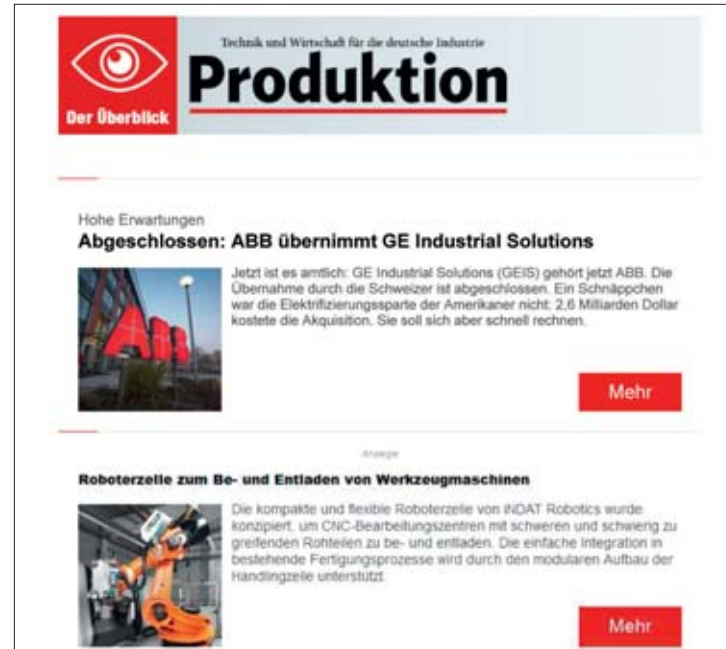 Technik und Wirtschaft für die deutsche Industrie
Produktion
Der Überblick
Hohe Erwartungen
Abgeschlossen: ABB übernimmt GE Industrial Solutions
Jetzt ist es amtlich: GE Industrial Solutions (GEIS) gehört jetzt ABB. Die
Übernahme durch die Schweizer ist abgeschlossen. Ein Schnäppchen
war die Elektrifizierungssparte der Amerikaner nicht: 2,6 Milliarden Dollar
kostete die Akquisition. Sie soll sich aber schnell rechnen.
ABB
Mehr
Anzeige
Roboterzelle zum Be- und Entladen von Werkzeugmaschinen
Die kompakte und flexible Roboterzelle von iNDAT Robotics wurde
konzipiert, um CNC-Bearbeitungszentren mit schweren und schwierig zu
greifenden Rohteilen zu be- und entladen. Die einfache Integration in
bestehende Fertigungsprozesse wird durch den modularen Aufbau der
Handlingzelle unterstützt
Mehr